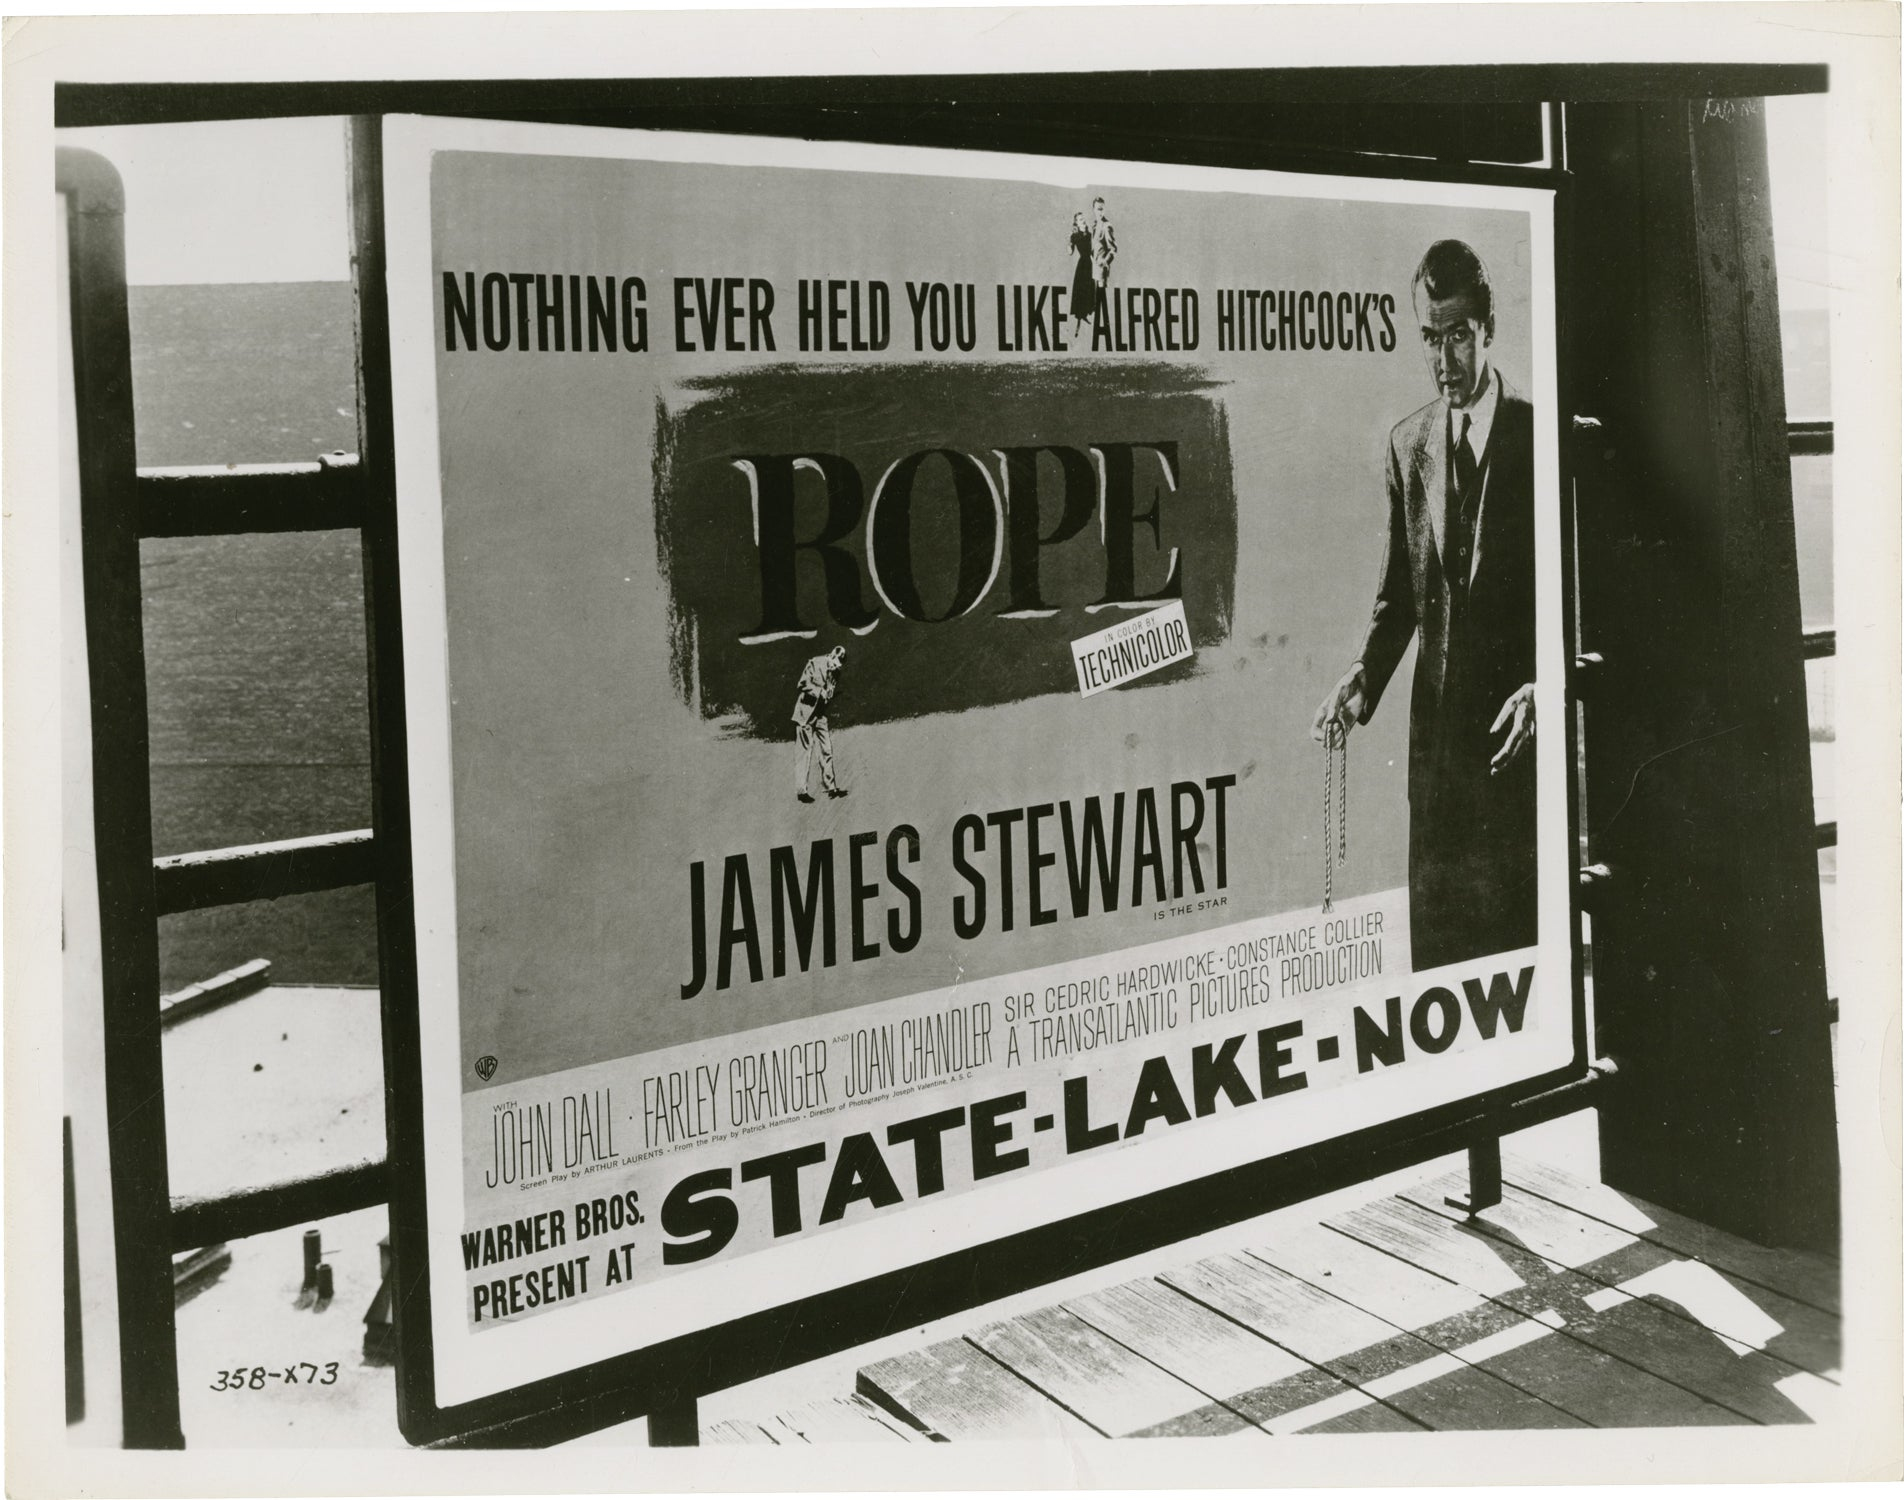 NOTHING EVER HELD YOU LIKE ALFRED HITCHCOCK'S
ROPE
IN COLOR BY
TECHNICOLOR
JAMES STEWART
IS THE STAR
WITH
JOHN DALL · FARLEY GRANGER AND JOAN CHANDLER
SIR CEDRIC HARDWICKE · CONSTANCE COLLIER
A TRANSATLANTIC PICTURES PRODUCTION
Screen Play by ARTHUR LAURENTS · From the Play by Patrick Hamilton · Director of Photography Joseph Valentine, A. S. C.
WB
WARNER BROS.
PRESENT AT
STATE-LAKE-NOW
358-X73